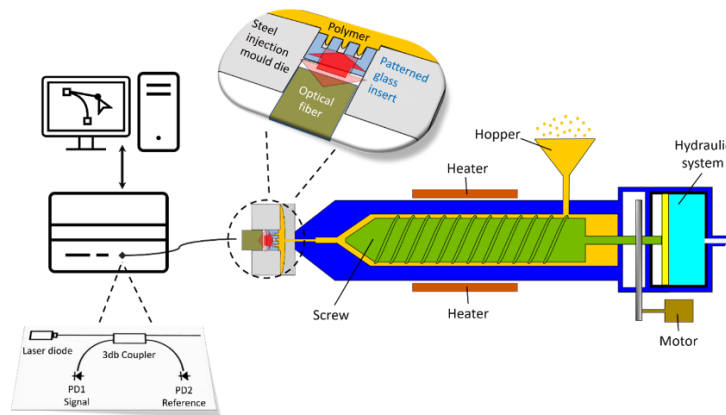 Polymer
Steel
injection
mould die
Patterned
glass
insert
Optical
fiber
Hopper
Hydraulic
system
Heater
Screw
Heater
Motor
Laser diode
3db Coupler
PD1
Signal
PD2
Reference